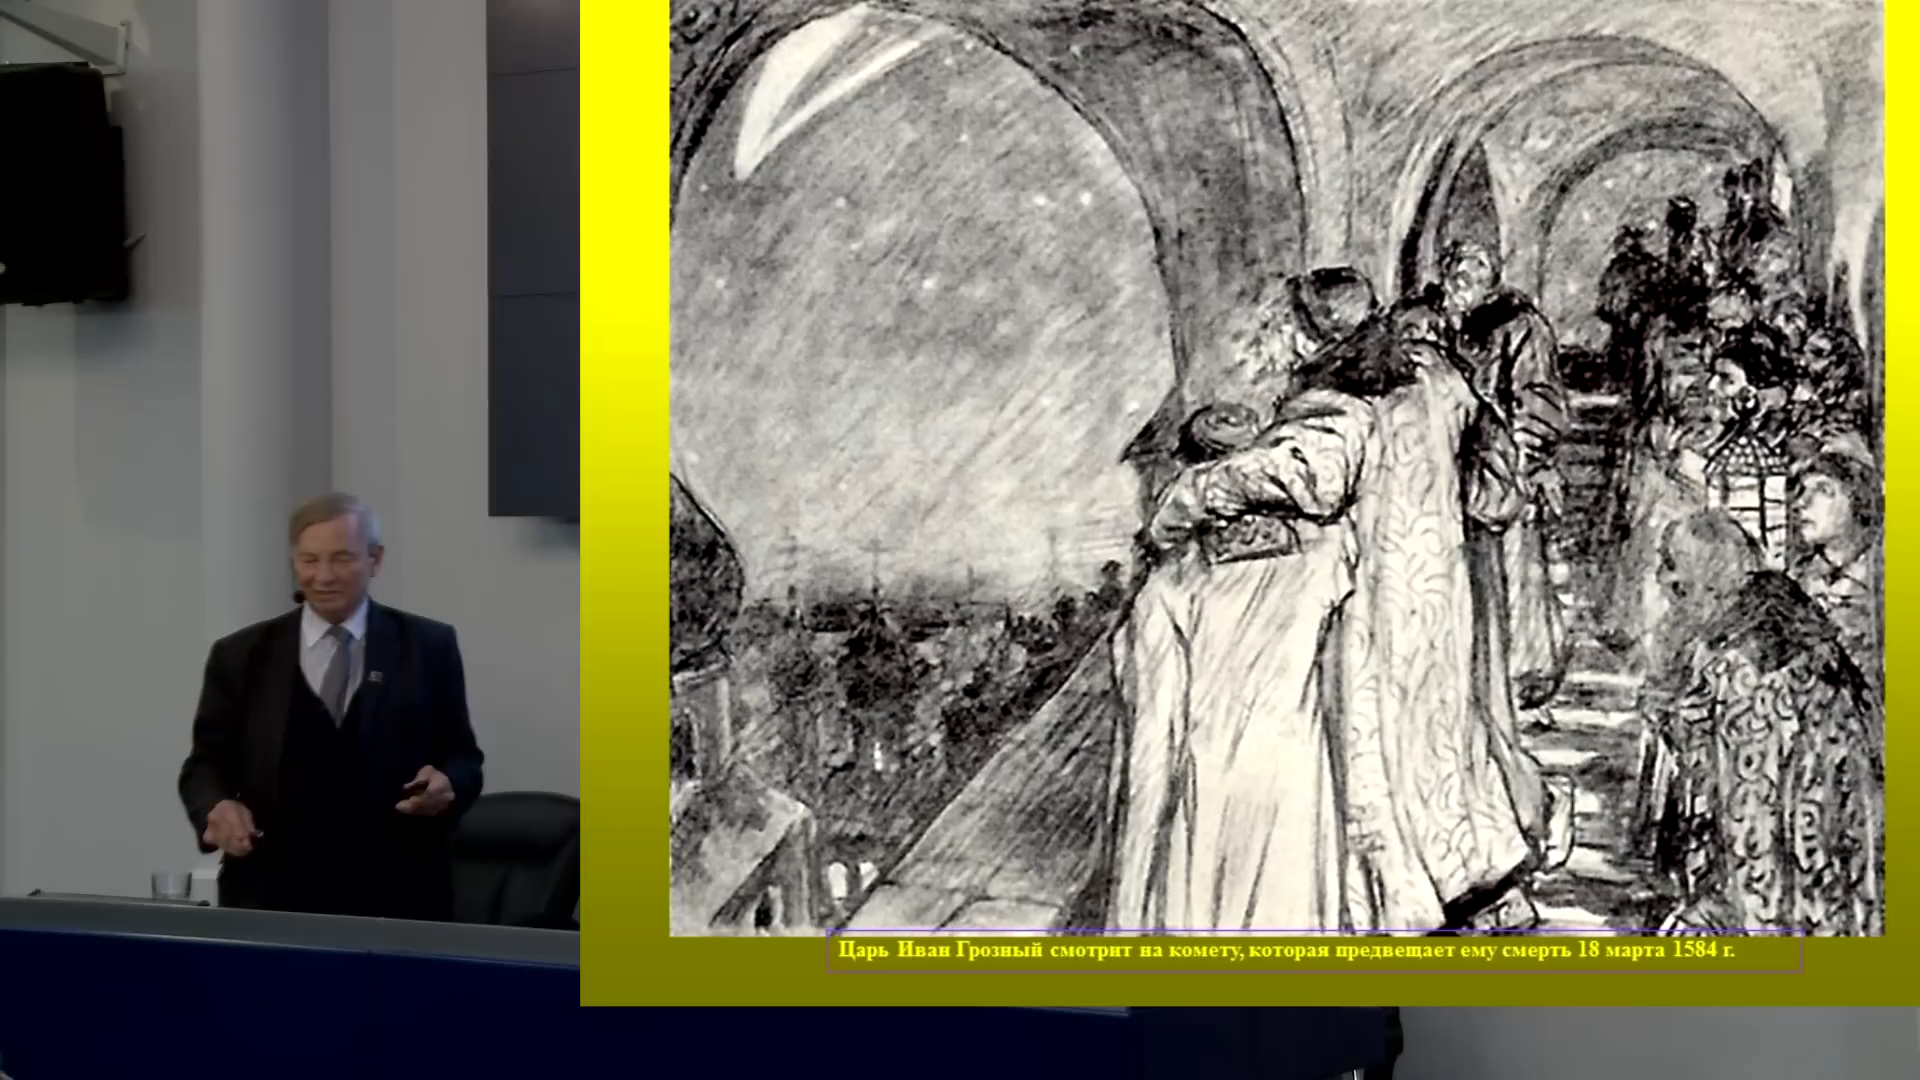 Царь Иван Грозный смотрит на комету, которая предвещает ему смерть 18 марта 1584 г.